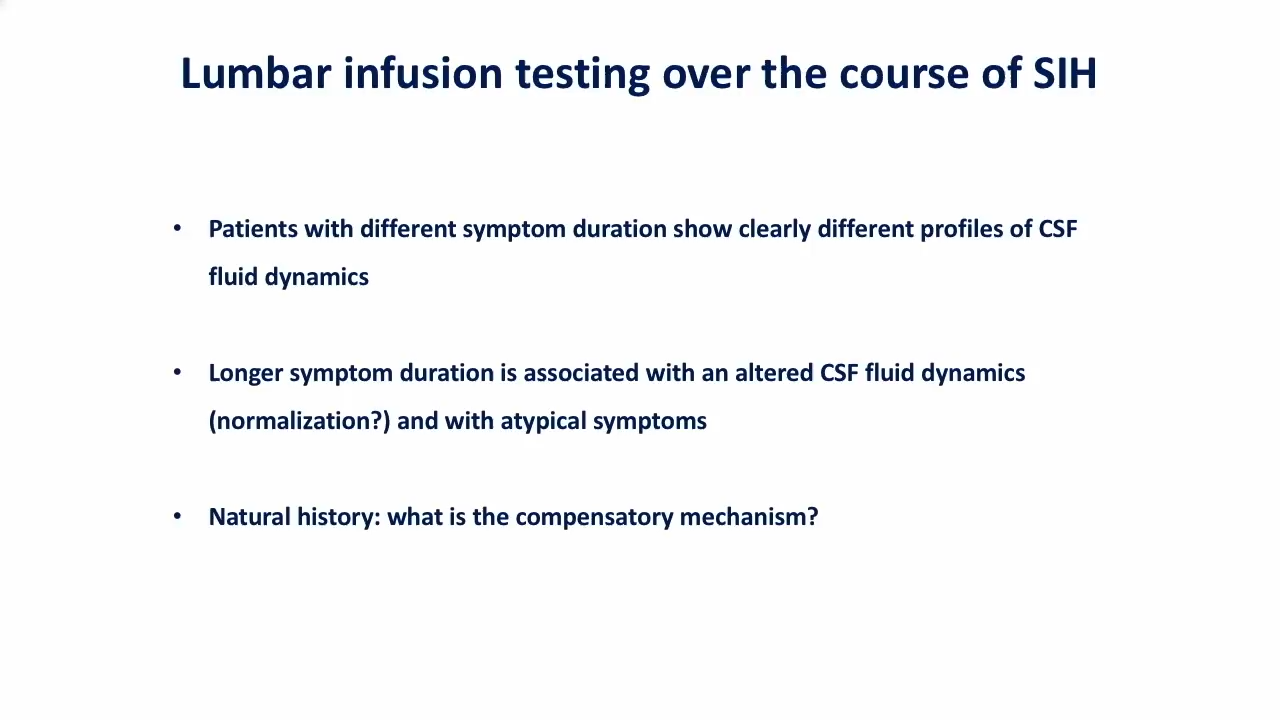 Lumbar infusion testing over the course of SIH
• Patients with different symptom duration show clearly different profiles of CSF
fluid dynamics
• Longer symptom duration is associated with an altered CSF fluid dynamics
(normalization?) and with atypical symptoms
• Natural history: what is the compensatory mechanism?